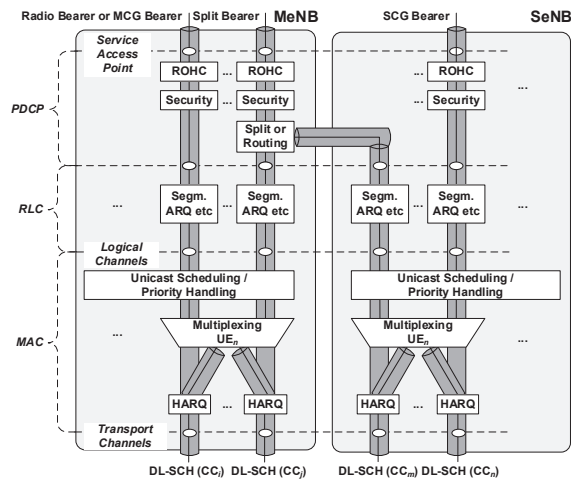 Radio Bearer or MCG Bearer Split Bearer MeNB SCG Bearer SeNB
Service
Access
Point
ROHC ... ROHC ... ROHC
PDCP
Security ... Security ... Security ...
Split or
Routing
RLC
... Segm.
ARQ etc ... Segm.
ARQ etc Segm.
ARQ etc ... Segm.
ARQ etc ...
Logical
Channels
Unicast Scheduling /
Priority Handling
Unicast Scheduling /
Priority Handling
MAC
... Multiplexing
UEn
Multiplexing
UEn ...
HARQ ... HARQ HARQ ... HARQ
Transport
Channels
DL-SCH (CCi) DL-SCH (CCj) DL-SCH (CCm) DL-SCH (CCn)